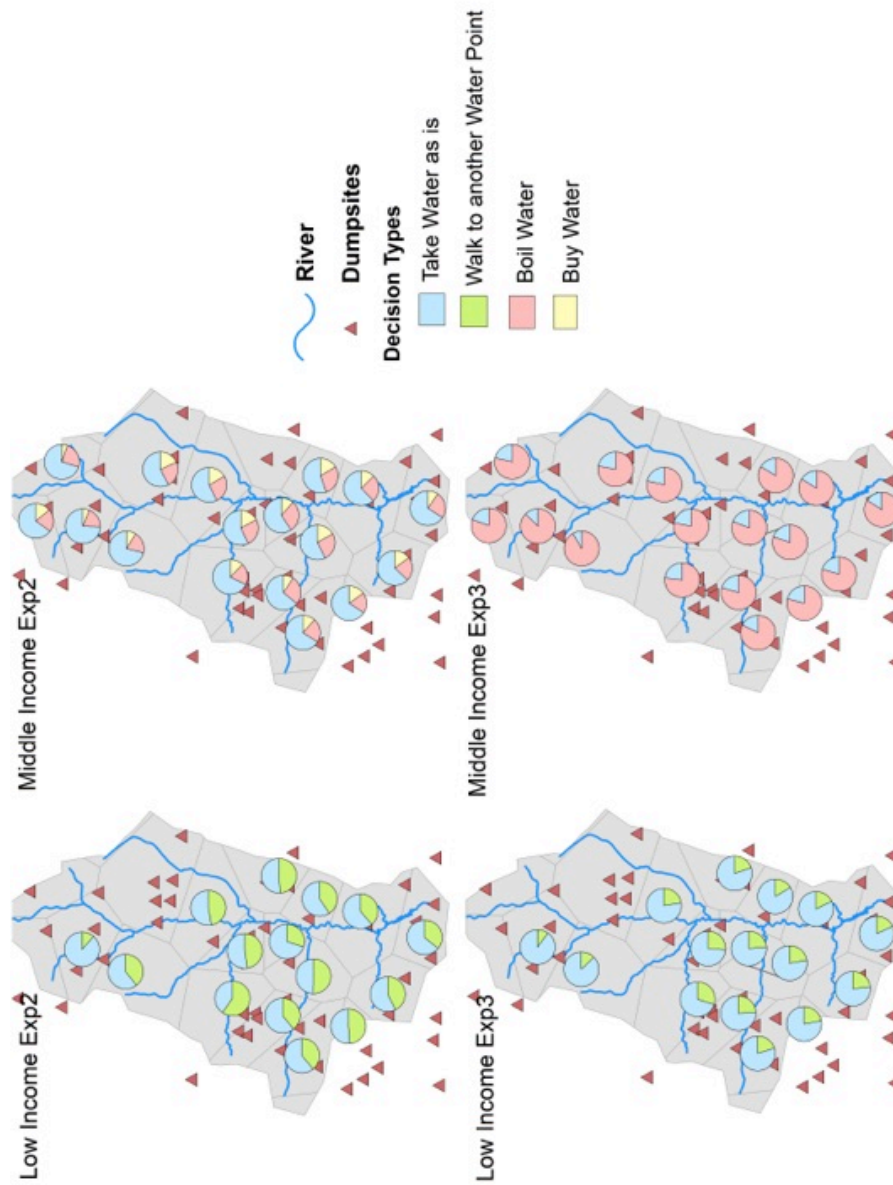 Low Income Exp2
Middle Income Exp2
Low Income Exp3
Middle Income Exp3
River
Dumpsites
Decision Types
Take Water as is
Walk to another Water Point
Boil Water
Buy Water